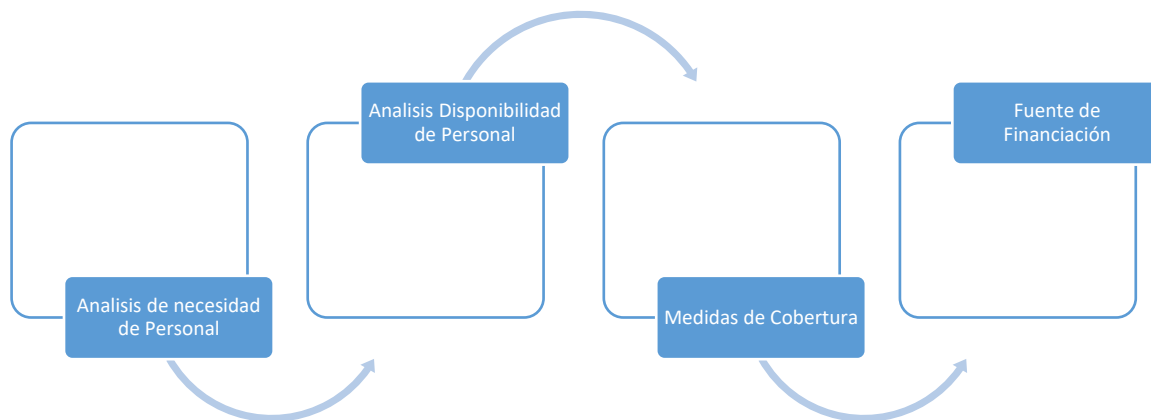 Analisis de necesidad
de Personal
Analisis Disponibilidad
de Personal
Medidas de Cobertura
Fuente de
Financiación